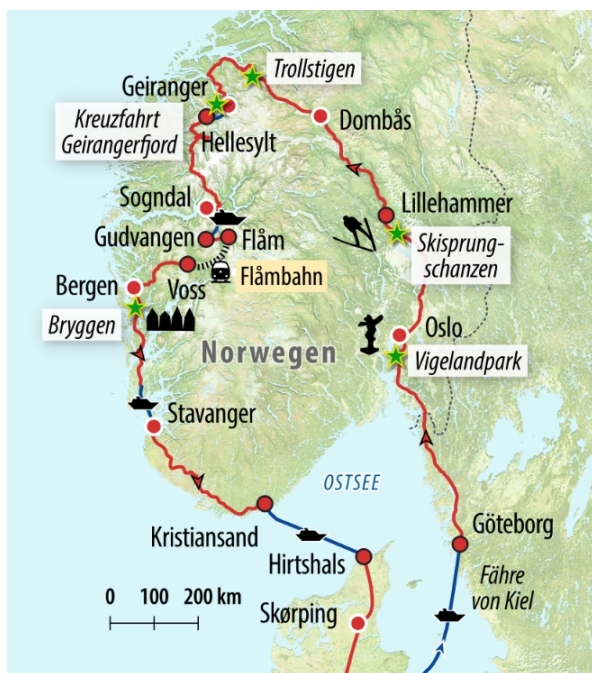 Trollstigen
Geiranger
Kreuzfahrt
Geirangerfjord
Hellesylt
Dombås
Sogndal
Lillehammer
Gudvangen
Flåm
Skisprung-
schanzen
Bergen
Voss
Flåmbahn
Bryggen
Oslo
Norwegen
Vigelandpark
Stavanger
OSTSEE
Kristiansand
Göteborg
Hirtshals
Fähre
von Kiel
0 100 200 km
Skørping